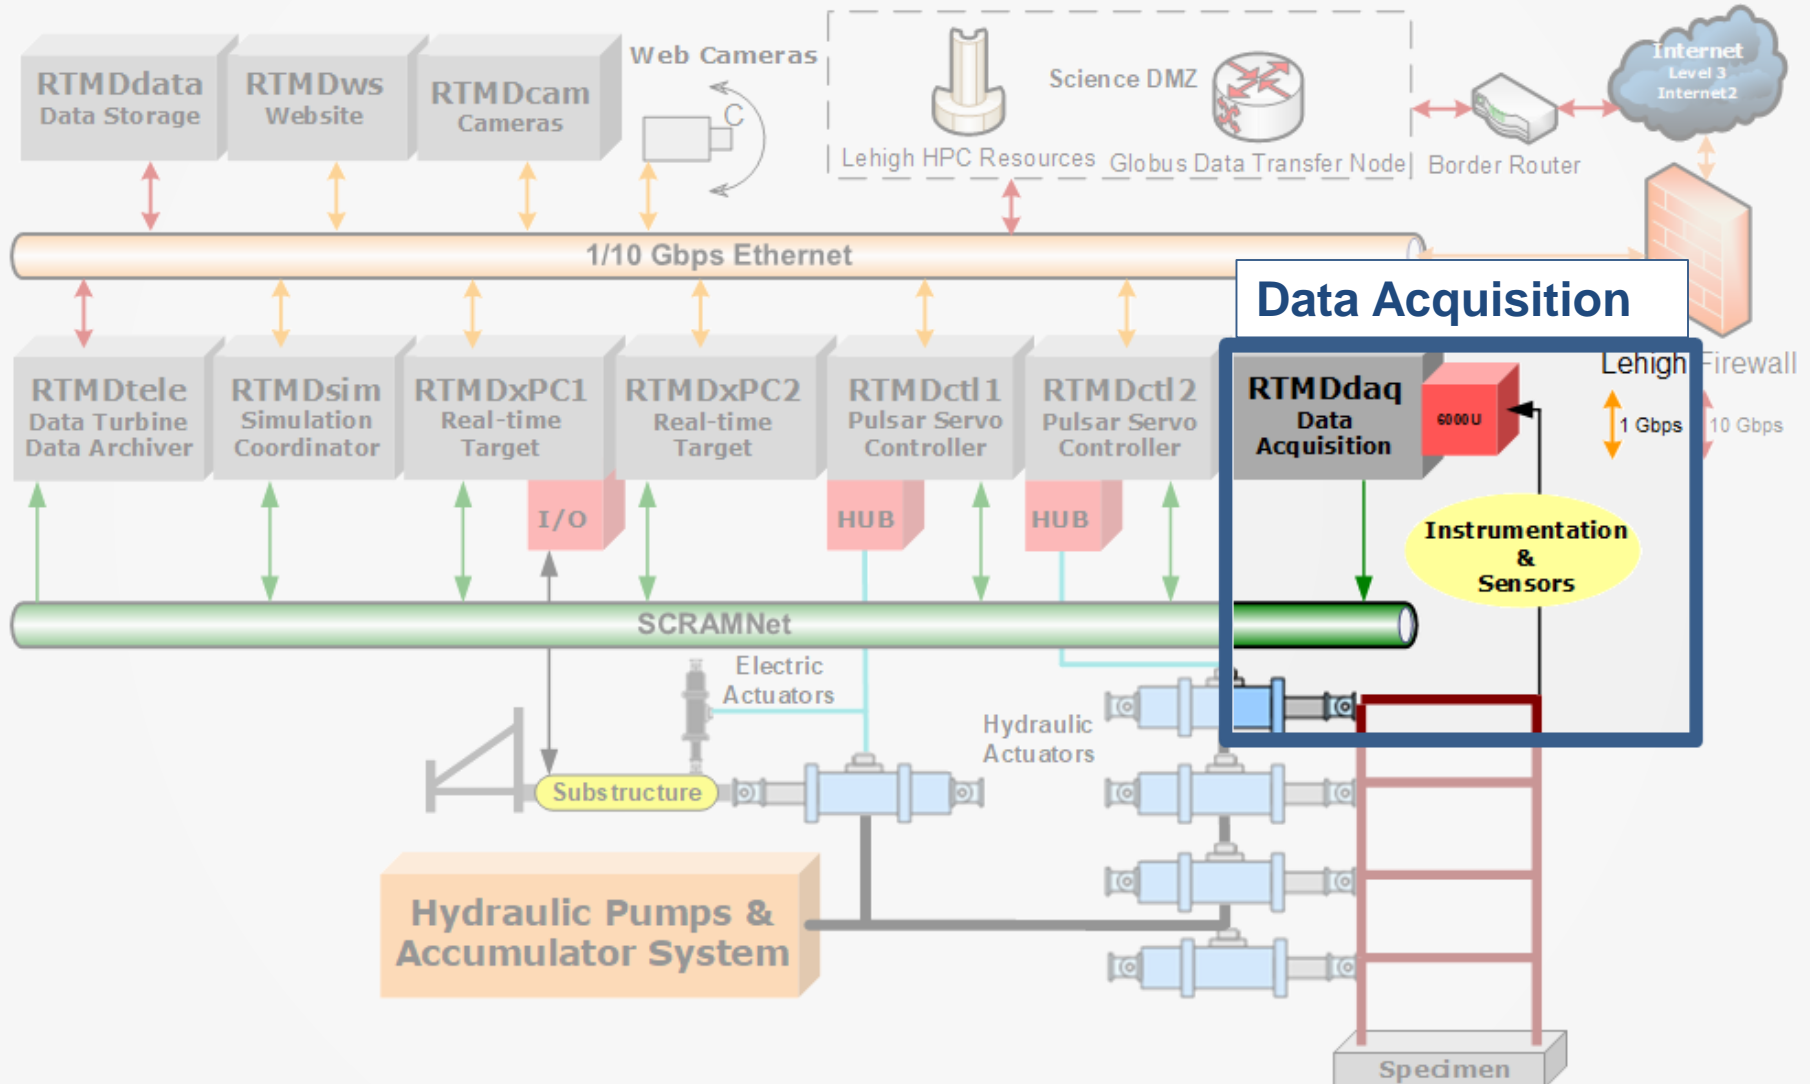 RTMDdata
Data Storage
RTMDws
Website
RTMDcam
Cameras
Web Cameras
C
Science DMZ
Lehigh HPC Resources
Globus Data Transfer Node
Border Router
Internet
Level 3
Internet2
1/10 Gbps Ethernet
Data Acquisition
Lehigh Firewall
1 Gbps
10 Gbps
RTMDtele
Data Turbine
Data Archiver
RTMDsim
Simulation
Coordinator
RTMDxPC1
Real-time
Target
RTMDxPC2
Real-time
Target
RTMDctl1
Pulsar Servo
Controller
RTMDctl2
Pulsar Servo
Controller
RTMDdaq
Data
Acquisition
6000U
I/O
HUB
HUB
Instrumentation
&
Sensors
SCRAMNet
Electric
Actuators
Hydraulic
Actuators
Substructure
Hydraulic Pumps &
Accumulator System
Specimen